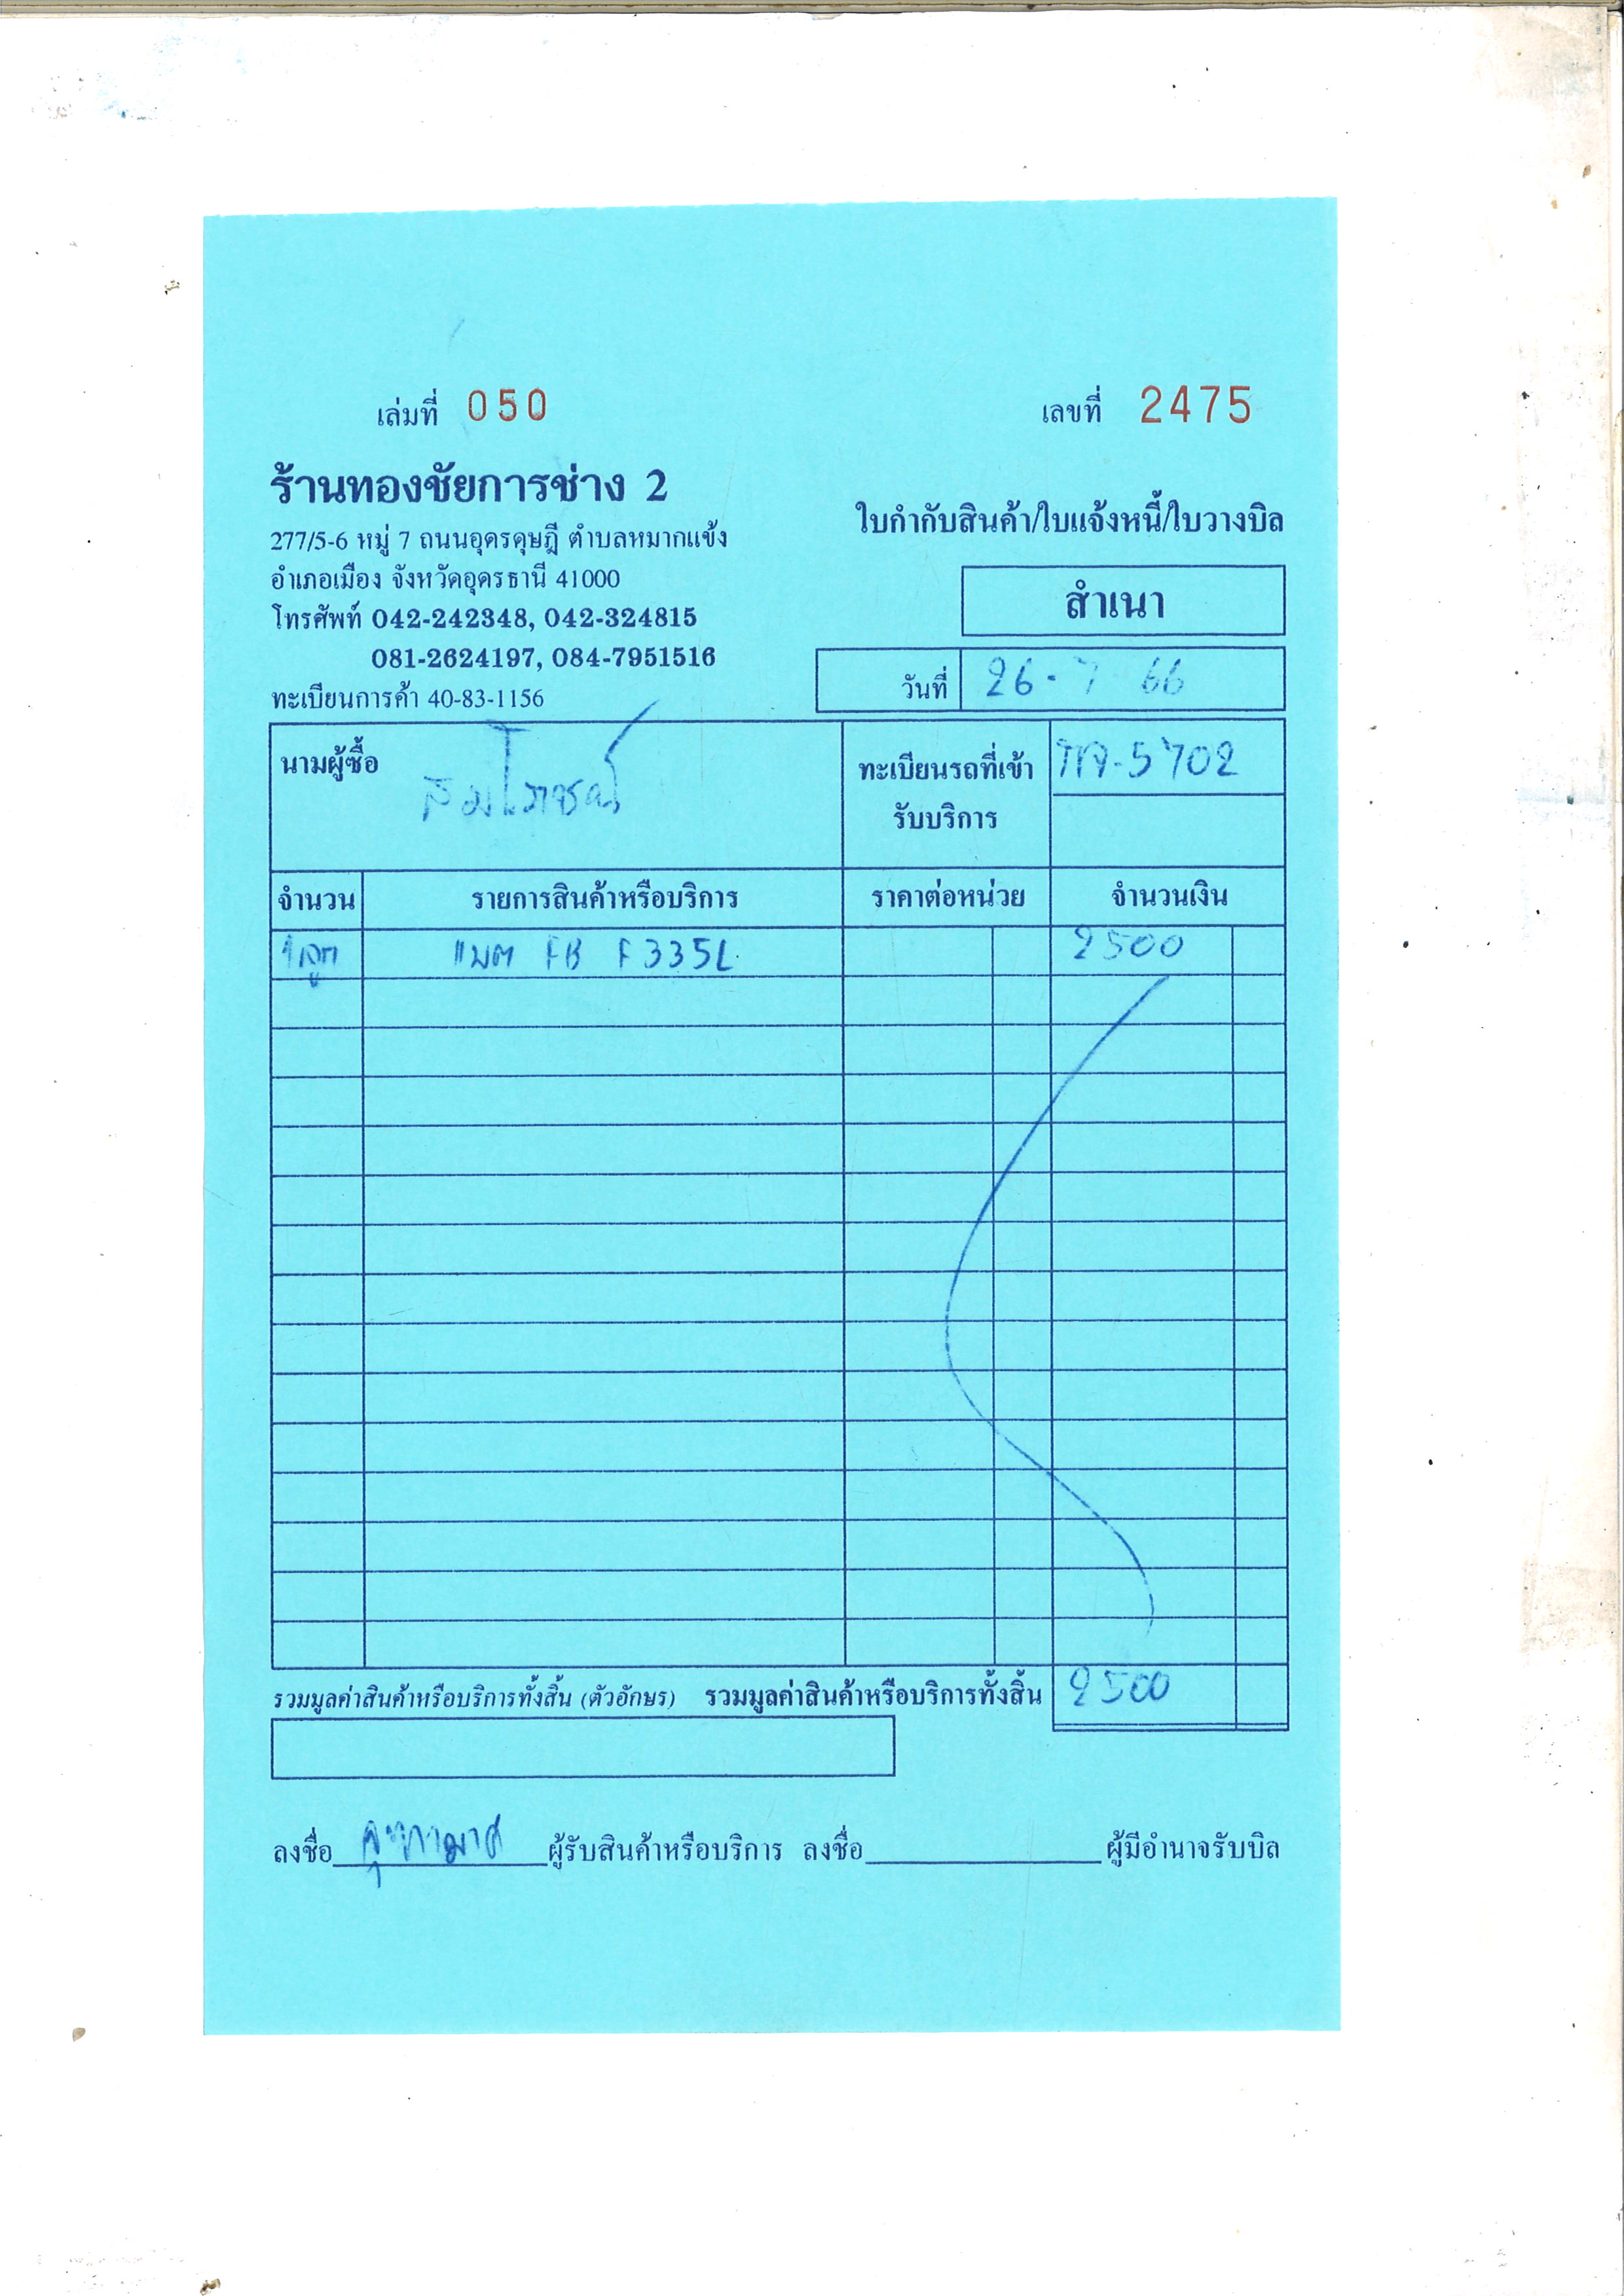 เล่มที่ 050
เลขที่ 2475
ร้านทองชัยการช่าง 2
277/5-6 หมู่ 7 ถนนอุดรดุษฎี ตำบลหมากแข้ง
อำเภอเมือง จังหวัดอุดรธานี 41000
โทรศัพท์ 042-242348, 042-324815
081-2624197, 084-7951516
ทะเบียนการค้า 40-83-1156
ใบกำกับสินค้า/ใบแจ้งหนี้/ใบวางบิล
สำเนา
วันที่ 26-7 66
นามผู้ซื้อ
ทะเบียนรถที่เข้า 5702
รับบริการ
จำนวน รายการสินค้าหรือบริการ ราคาต่อหน่วย จำนวนเงิน
1 ลูก แบต FB F335L 2500
รวมมูลค่าสินค้าหรือบริการทั้งสิ้น (ตัวอักษร) รวมมูลค่าสินค้าหรือบริการทั้งสิ้น 2500
ลงชื่อ ผู้รับสินค้าหรือบริการ ลงชื่อ ผู้มีอำนาจรับบิล